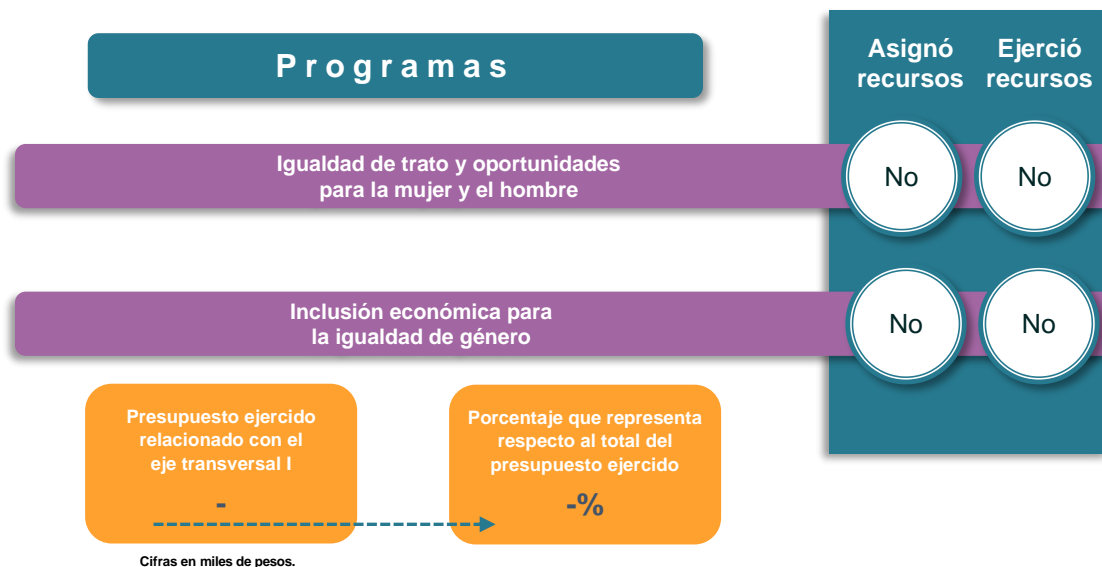 Programas
Asignó
recursos
Ejerció
recursos
Igualdad de trato y oportunidades
para la mujer y el hombre
No
No
Inclusión económica para
la igualdad de género
No
No
Presupuesto ejercido
relacionado con el
eje transversal I
-
Porcentaje que representa
respecto al total del
presupuesto ejercido
-%
Cifras en miles de pesos.